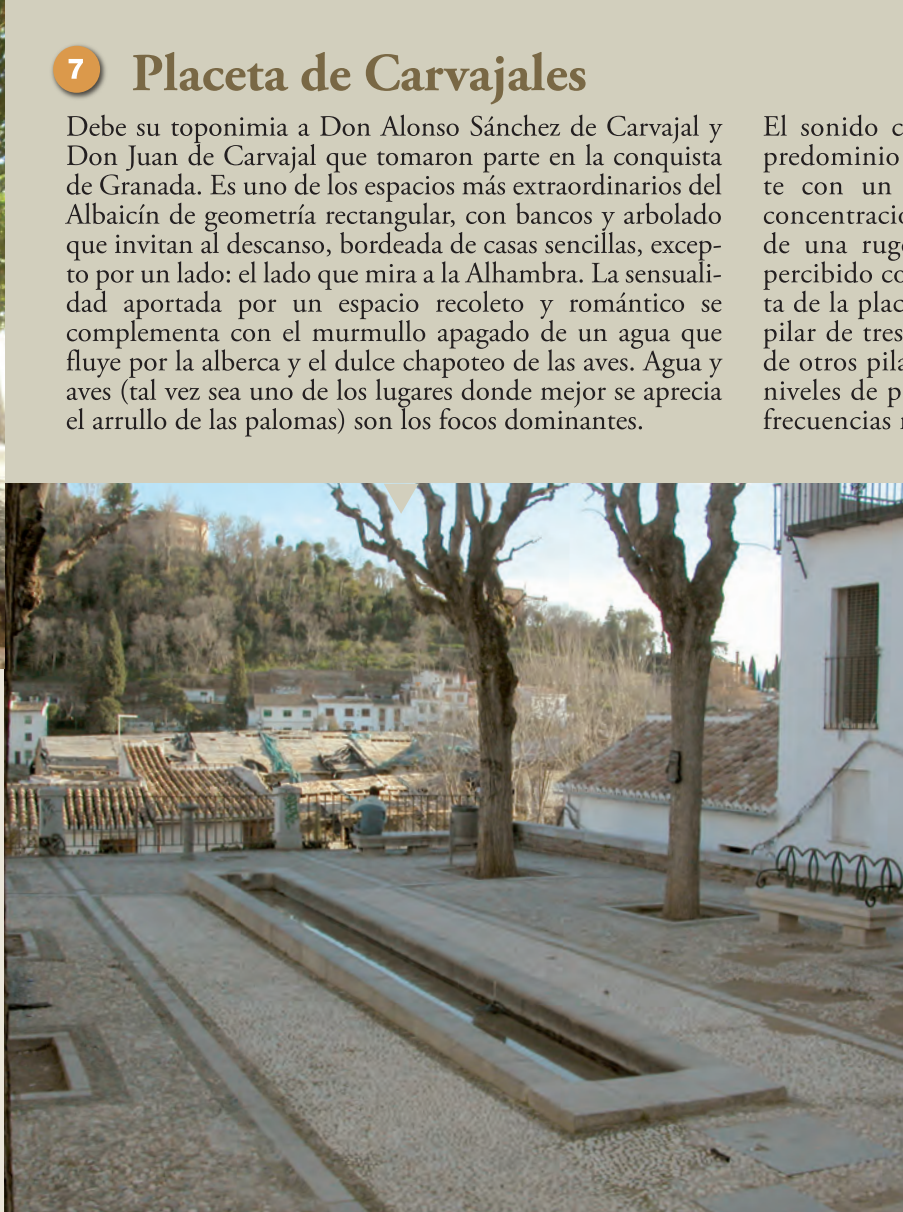 7 Placeta de Carvajales
Debe su toponimia a Don Alonso Sánchez de Carvajal y
Don Juan de Carvajal que tomaron parte en la conquista
de Granada. Es uno de los espacios más extraordinarios del
Albaicín de geometría rectangular, con bancos y arbolado
que invitan al descanso, bordeada de casas sencillas, excep-
to por un lado: el lado que mira a la Alhambra. La sensuali-
dad aportada por un espacio recoleto y romántico se
complementa con el murmullo apagado de un agua que
fluye por la alberca y el dulce chapoteo de las aves. Agua y
aves (tal vez sea uno de los lugares donde mejor se aprecia
el arrullo de las palomas) son los focos dominantes.
El sonido
predominio
te con un
de una
percibido
ta de la
pilar de tres
de otros
niveles de
frecuencias